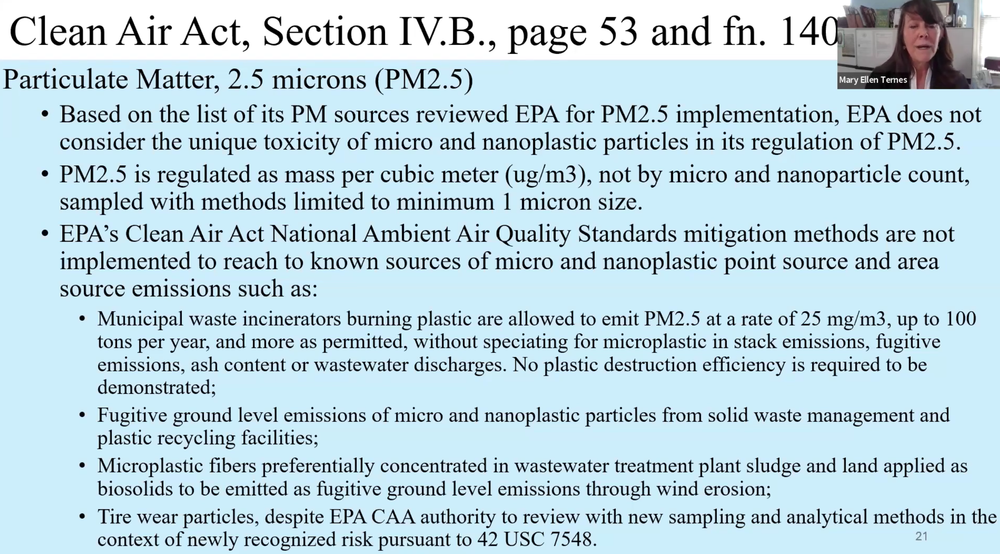 Clean Air Act, Section IV.B., page 53 and fn. 140
Mary Ellen Ternes
Particulate Matter, 2.5 microns (PM2.5)
• Based on the list of its PM sources reviewed EPA for PM2.5 implementation, EPA does not
consider the unique toxicity of micro and nanoplastic particles in its regulation of PM2.5.
• PM2.5 is regulated as mass per cubic meter (ug/m3), not by micro and nanoparticle count,
sampled with methods limited to minimum 1 micron size.
• EPA’s Clean Air Act National Ambient Air Quality Standards mitigation methods are not
implemented to reach to known sources of micro and nanoplastic point source and area
source emissions such as:
• Municipal waste incinerators burning plastic are allowed to emit PM2.5 at a rate of 25 mg/m3, up to 100
tons per year, and more as permitted, without speciating for microplastic in stack emissions, fugitive
emissions, ash content or wastewater discharges. No plastic destruction efficiency is required to be
demonstrated;
• Fugitive ground level emissions of micro and nanoplastic particles from solid waste management and
plastic recycling facilities;
• Microplastic fibers preferentially concentrated in wastewater treatment plant sludge and land applied as
biosolids to be emitted as fugitive ground level emissions through wind erosion;
• Tire wear particles, despite EPA CAA authority to review with new sampling and analytical methods in the
context of newly recognized risk pursuant to 42 USC 7548.
21